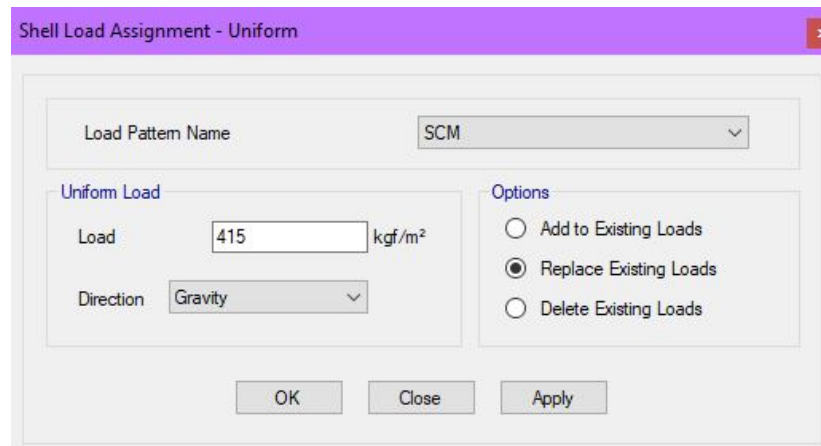 Shell Load Assignment - Uniform
Load Pattern Name
SCM
Uniform Load
Load
415
kgf/m²
Direction
Gravity
Options
Add to Existing Loads
Replace Existing Loads
Delete Existing Loads
OK
Close
Apply